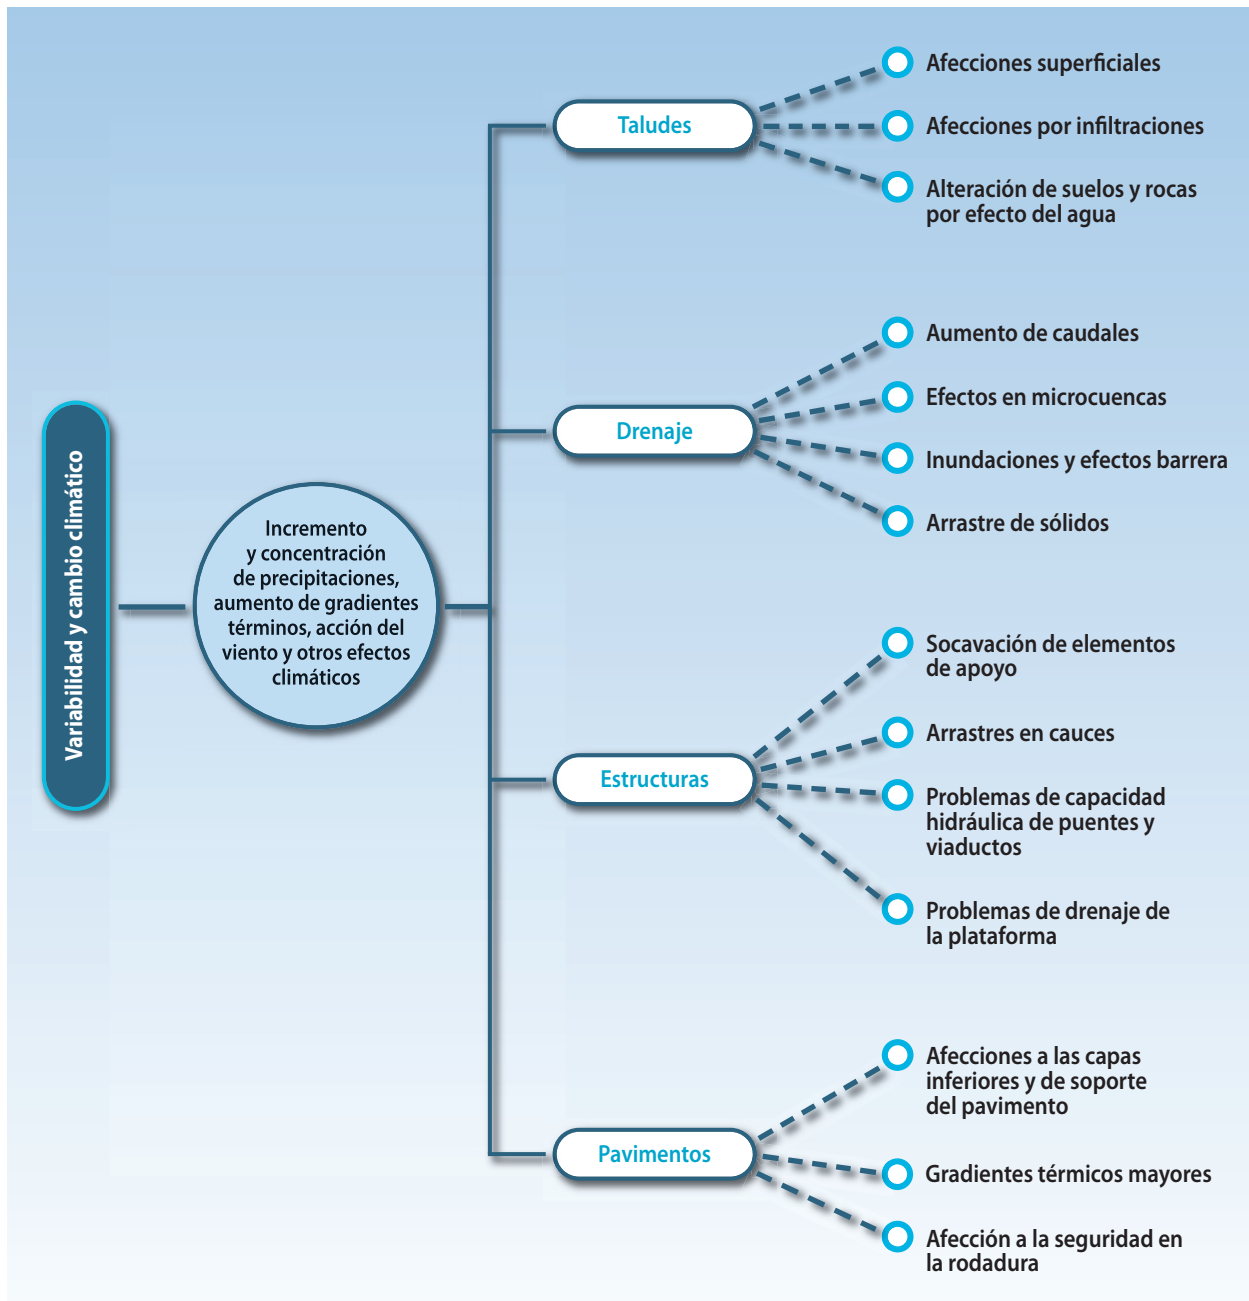 Variabilidad y cambio climático
Incremento
y concentración
de precipitaciones,
aumento de gradientes
términos, acción del
viento y otros efectos
climáticos
Taludes
Afecciones superficiales
Afecciones por infiltraciones
Alteración de suelos y rocas
por efecto del agua
Drenaje
Aumento de caudales
Efectos en microcuencas
Inundaciones y efectos barrera
Arrastre de sólidos
Estructuras
Socavación de elementos
de apoyo
Arrastres en cauces
Problemas de capacidad
hidráulica de puentes y
viaductos
Problemas de drenaje de
la plataforma
Pavimentos
Afecciones a las capas
inferiores y de soporte
del pavimento
Gradientes térmicos mayores
Afección a la seguridad en
la rodadura